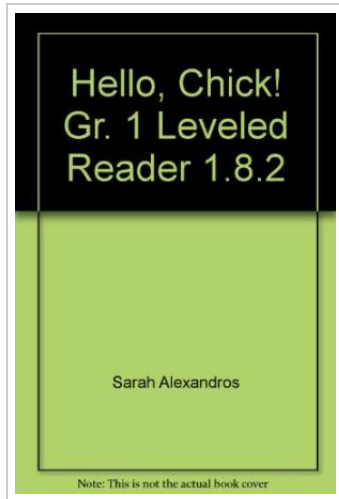 Hello, Chick!
Gr. 1 Leveled
Reader 1.8.2
Sarah Alexandros
Note: This is not the actual book cover